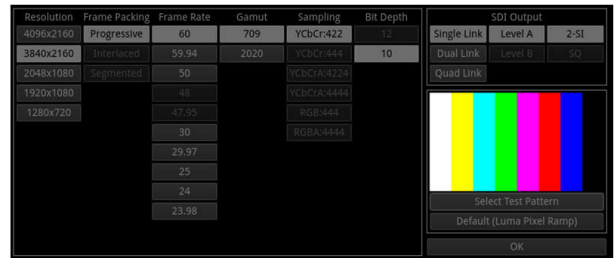 Resolution Frame Packing Frame Rate Gamut Sampling Bit Depth SDI Output
4096x2160 Progressive 60 709 YCbCr:422 12 Single Link Level A 2-SI
3840x2160 Interlaced 59.94 2020 YCbCr:444 10 Dual Link Level B SQ
2048x1080 Segmented 50 YCbCrA:4224 Quad Link
1920x1080 48 YCbCrA:4444
1280x720 47.95 RGB:444
30 RGBA:4444
29.97
25
24
23.98
Select Test Pattern
Default (Luma Pixel Ramp)
OK